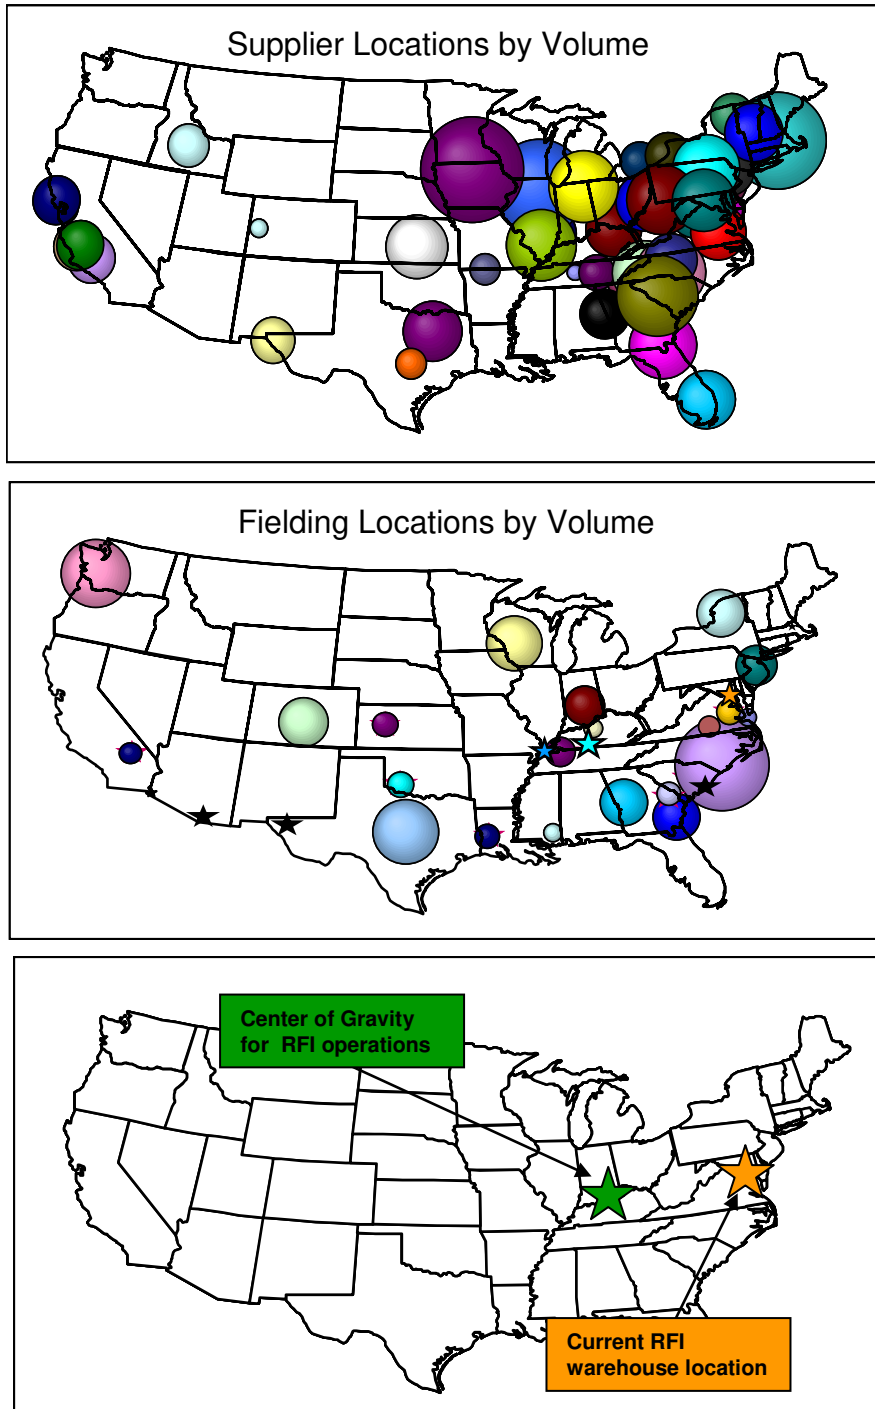 Supplier Locations by Volume
Fielding Locations by Volume
Center of Gravity
for RFI operations
Current RFI
warehouse location